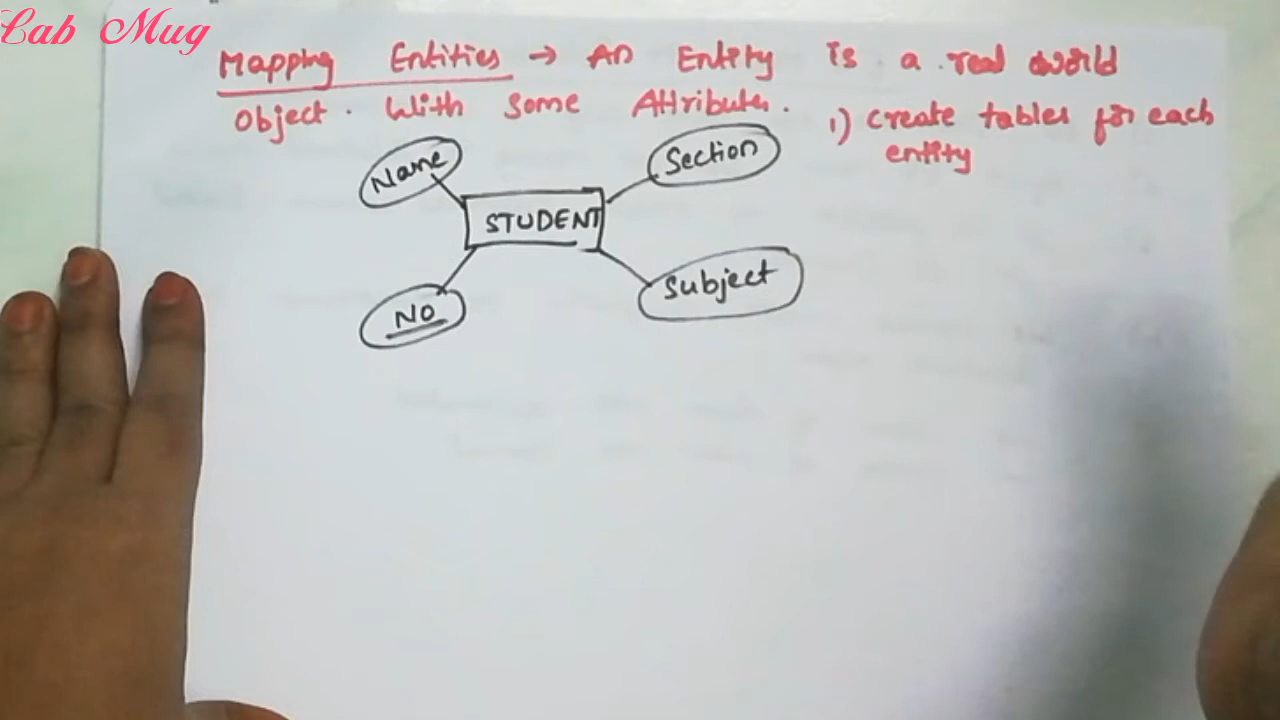 Lab Mug
Mapping Entities → An Entity is a real world
object. With some Attributes.
1) create tables for each
entity
Name
Section
STUDENT
NO
Subject